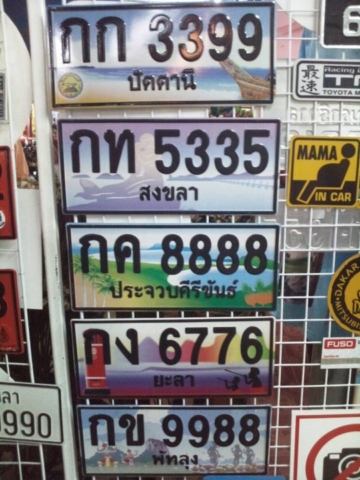 กก 3399
ปัตตานี
กท 5335
สงขลา
กค 8888
ประจวบคีรีขันธ์
กง 6776
ยะลา
กข 9988
พัทลุง
Racing
最速
TOYOTA
MAMA
IN CAR
DAKAR
FUSO
9990